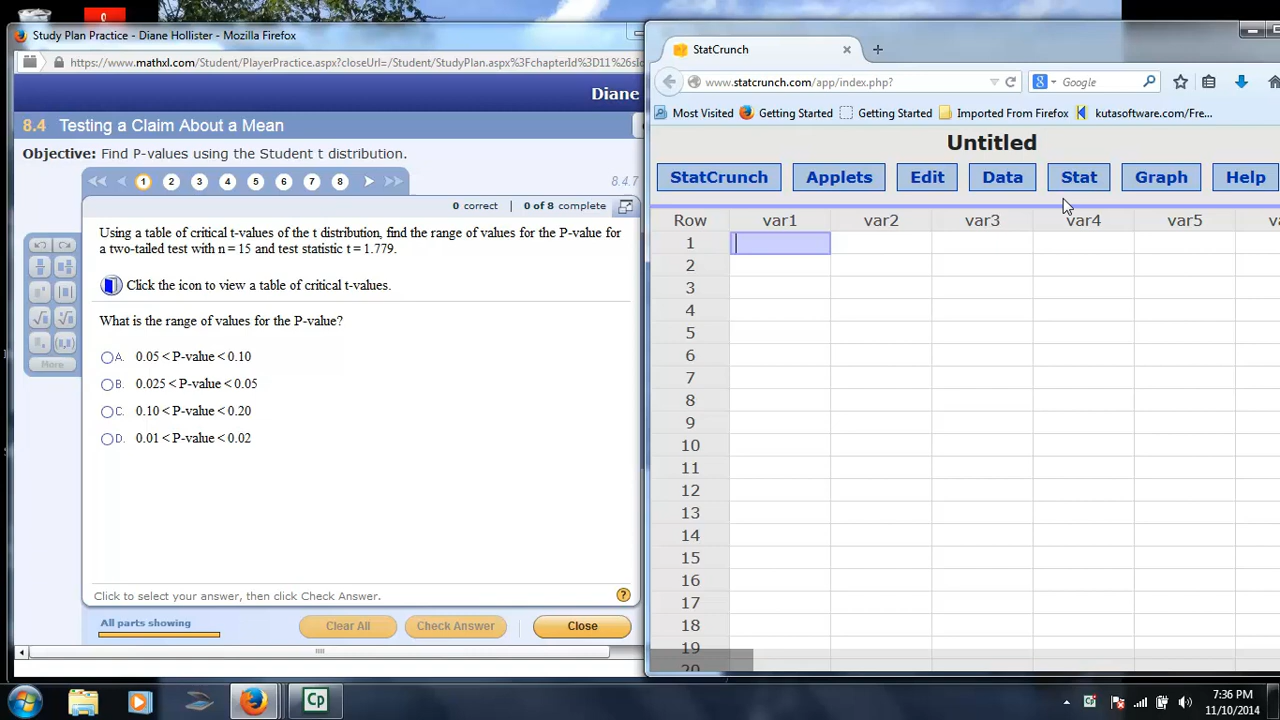 0
Study Plan Practice - Diane Hollister - Mozilla Firefox
https://www.mathxl.com/Student/PlayerPractice.aspx?closeUrl=/Student/StudyPlan.aspx%3FchapterId%3D11%26s
Diane
8.4 Testing a Claim About a Mean
Objective: Find P-values using the Student t distribution.
1 2 3 4 5 6 7 8
8.4.7
0 correct 0 of 8 complete
Using a table of critical t-values of the t distribution, find the range of values for the P-value for
a two-tailed test with n = 15 and test statistic t = 1.779.
Click the icon to view a table of critical t-values.
What is the range of values for the P-value?
A. 0.05 < P-value < 0.10
B. 0.025 < P-value < 0.05
C. 0.10 < P-value < 0.20
D. 0.01 < P-value < 0.02
More
Click to select your answer, then click Check Answer.
?
All parts showing
Clear All Check Answer Close
StatCrunch
www.statcrunch.com/app/index.php?
Google
Most Visited Getting Started Getting Started Imported From Firefox kutasoftware.com/Fre...
Untitled
StatCrunch Applets Edit Data Stat Graph Help
Row var1 var2 var3 var4 var5
1
2
3
4
5
6
7
8
9
10
11
12
13
14
15
16
17
18
19
20
Cp
7:36 PM
11/10/2014